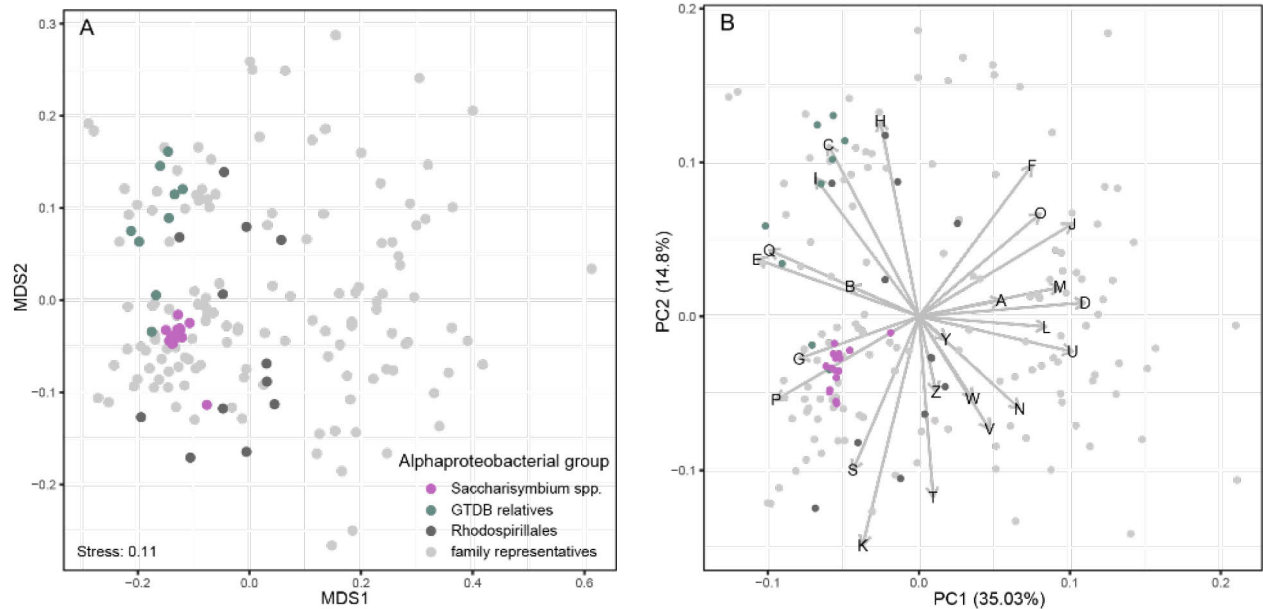 A
0.3
0.2
0.1
0.0
−0.1
−0.2
MDS2
Alphaproteobacterial group
Saccharisymbium spp.
GTDB relatives
Rhodospirillales
family representatives
Stress: 0.11
−0.2
0.0
0.2
0.4
0.6
MDS1
B
0.2
0.1
0.0
−0.1
PC2 (14.8%)
H
C
I
F
O
J
Q
E
B
A
M
D
L
Y
U
G
P
Z
W
N
V
S
T
K
−0.1
0.0
0.1
0.2
PC1 (35.03%)